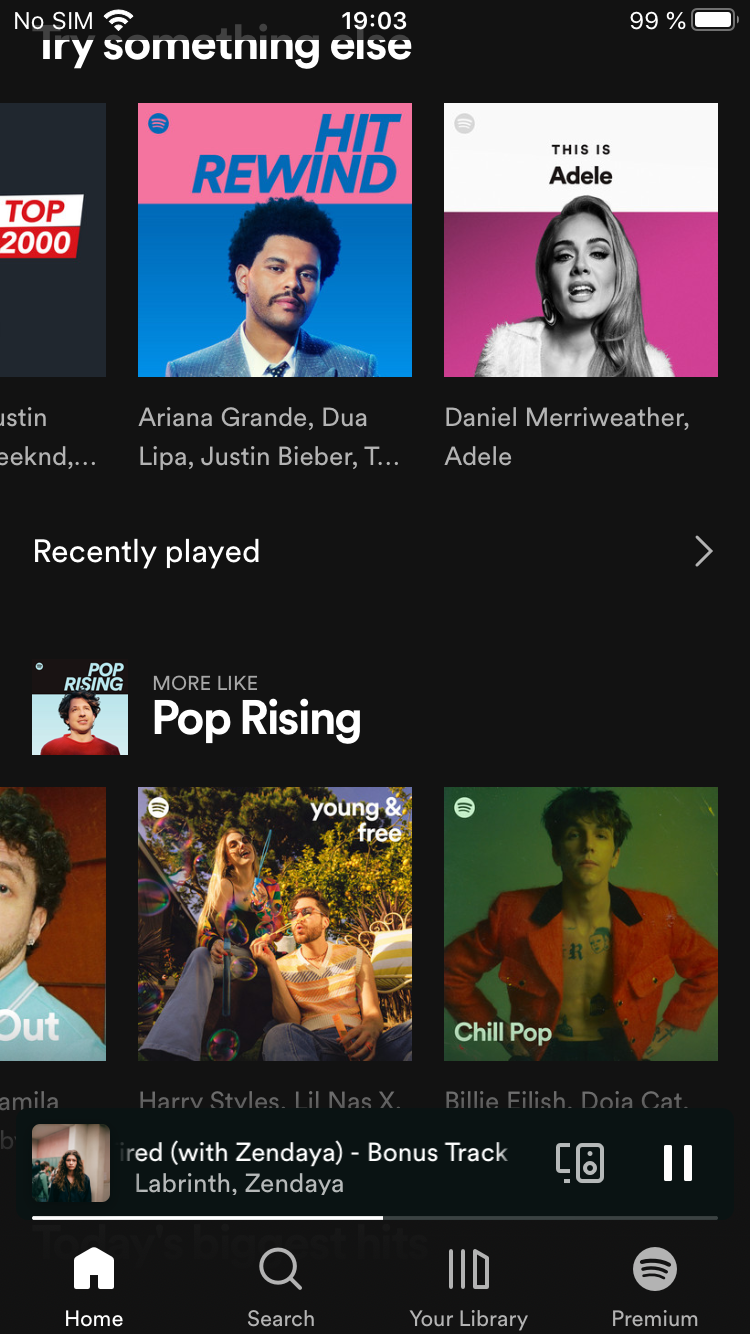 No SIM 19:03 99 %
Try something else
HIT
REWIND
THIS IS
Adele
TOP
2000
ustin
eeknd,...
Ariana Grande, Dua
Lipa, Justin Bieber, T...
Daniel Merriweather,
Adele
Recently played
POP
RISING
MORE LIKE
Pop Rising
Out
young &
free
Chill Pop
amila
Harry Styles, Lil Nas X,
Billie Eilish, Doja Cat,
ired (with Zendaya) - Bonus Track
Labrinth, Zendaya
Today's biggest hits
Home
Search
Your Library
Premium